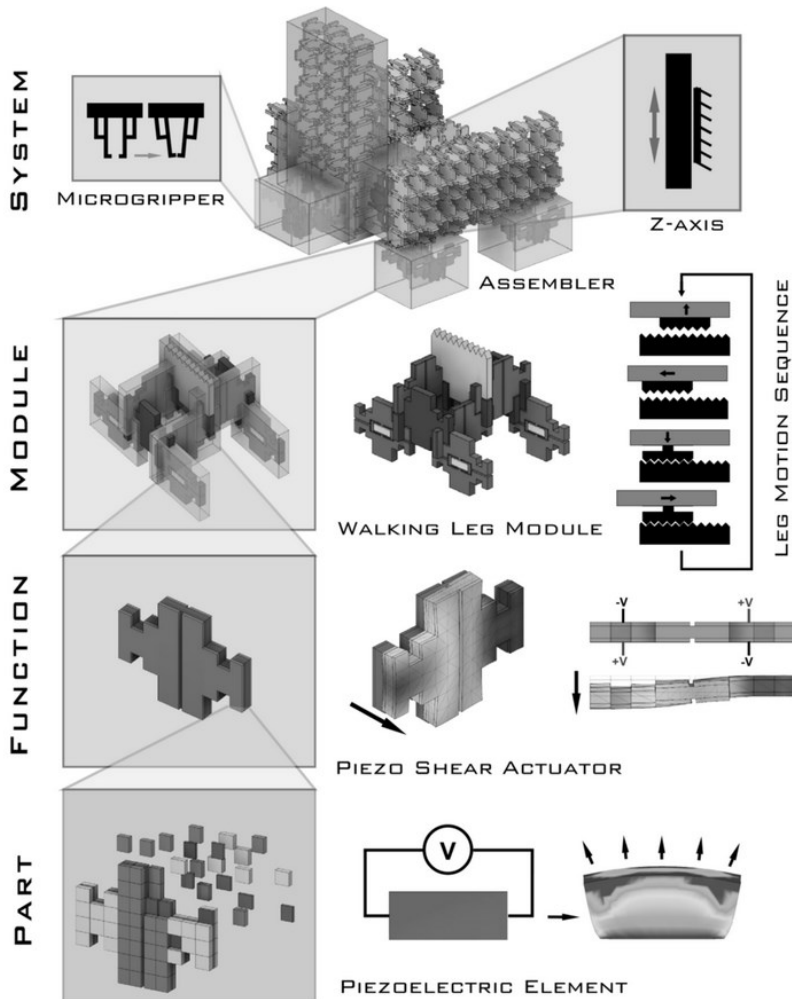 SYSTEM
MICROGRIPPER
Z-AXIS
ASSEMBLER
MODULE
WALKING LEG MODULE
LEG MOTION SEQUENCE
FUNCTION
-V
+V
+V
-V
PIEZO SHEAR ACTUATOR
PART
V
PIEZOELECTRIC ELEMENT